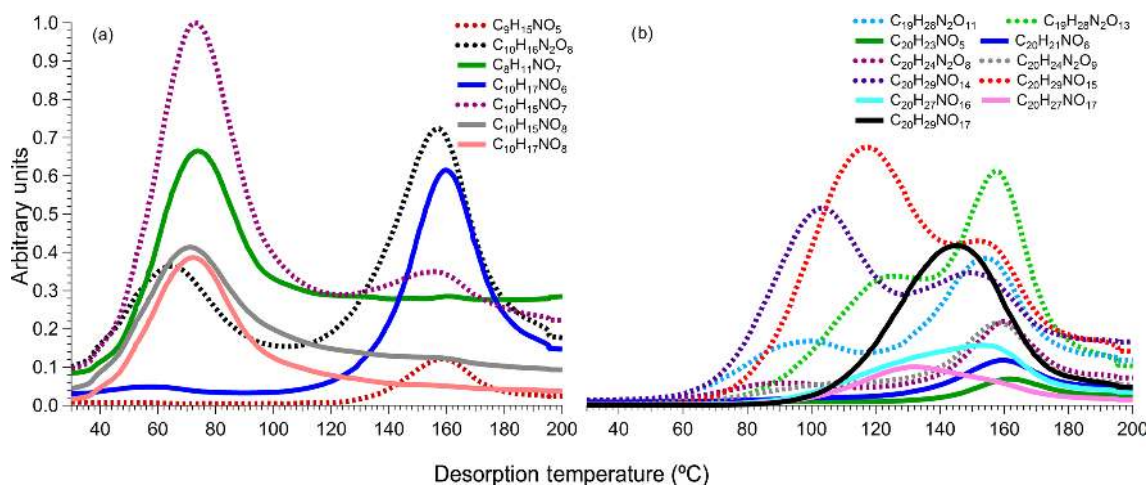 Arbitrary units
1.0
0.9
0.8
0.7
0.6
0.5
0.4
0.3
0.2
0.1
0.0
(a)
C₉H₁₅NO₅
C₁₀H₁₆N₂O₈
C₈H₁₁NO₇
C₁₀H₁₇NO₆
C₁₀H₁₅NO₇
C₁₀H₁₅NO₈
C₁₀H₁₇NO₈
40 60 80 100 120 140 160 180 200
(b)
C₁₉H₂₈N₂O₁₁ C₁₉H₂₈N₂O₁₃
C₂₀H₂₃NO₅ C₂₀H₂₁NO₆
C₂₀H₂₄N₂O₈ C₂₀H₂₄N₂O₉
C₂₀H₂₉NO₁₄ C₂₀H₂₉NO₁₅
C₂₀H₂₇NO₁₆ C₂₀H₂₇NO₁₇
C₂₀H₂₉NO₁₇
40 60 80 100 120 140 160 180 200
Desorption temperature (ºC)